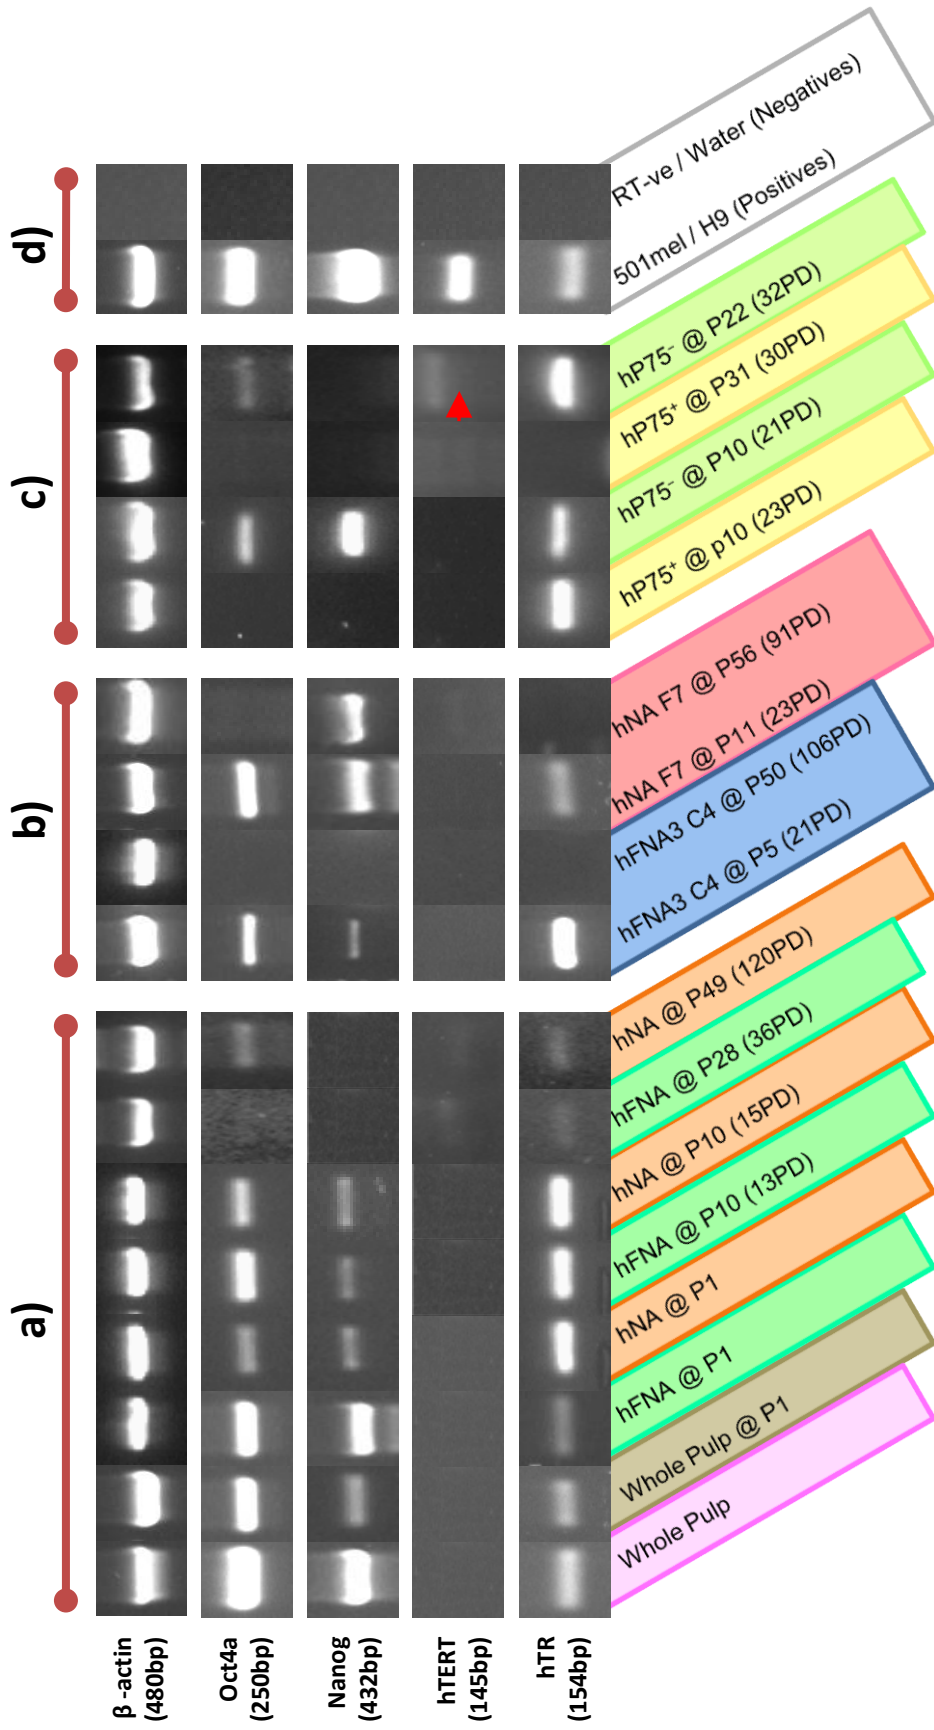 a)
b)
c)
d)
β -actin
(480bp)
Oct4a
(250bp)
Nanog
(432bp)
hTERT
(145bp)
hTR
(154bp)
Whole Pulp
Whole Pulp @ P1
hFNA @ P1
hNA @ P1
hFNA @ P10 (13PD)
hNA @ P10 (15PD)
hFNA @ P28 (36PD)
hNA @ P49 (120PD)
hFNA3 C4 @ P5 (21PD)
hFNA3 C4 @ P50 (106PD)
hNA F7 @ P11 (23PD)
hNA F7 @ P56 (91PD)
hP75⁺ @ p10 (23PD)
hP75⁻ @ P10 (21PD)
hP75⁺ @ P31 (30PD)
hP75⁻ @ P22 (32PD)
501mel / H9 (Positives)
RT-ve / Water (Negatives)